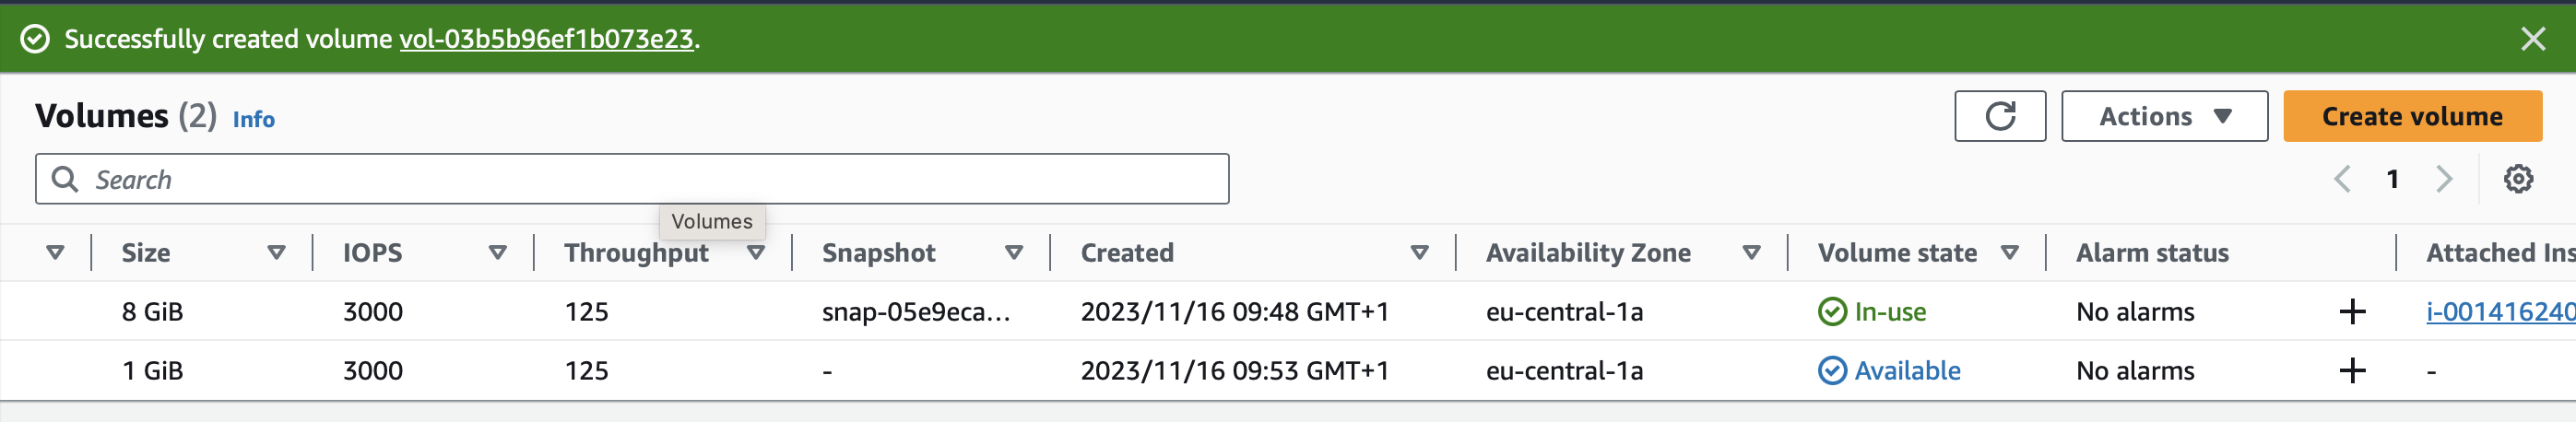 Successfully created volume vol-03b5b96ef1b073e23.
Volumes (2) Info
Actions
Create volume
Search
1
Volumes
Size IOPS Throughput Snapshot Created Availability Zone Volume state Alarm status Attached Ins
8 GiB 3000 125 snap-05e9eca... 2023/11/16 09:48 GMT+1 eu-central-1a In-use No alarms + i-001416240
1 GiB 3000 125 - 2023/11/16 09:53 GMT+1 eu-central-1a Available No alarms + -